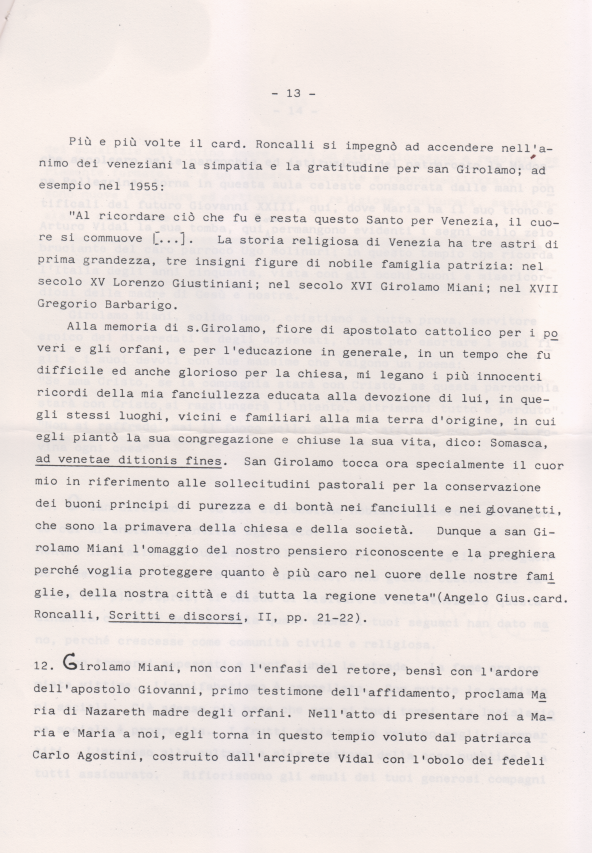 - 13 -
Più e più volte il card. Roncalli si impegnò ad accendere nell'a-
nimo dei veneziani la simpatia e la gratitudine per san Girolamo; ad
esempio nel 1955:
"Al ricordare ciò che fu e resta questo Santo per Venezia, il cuo-
re si commuove [...]. La storia religiosa di Venezia ha tre astri di
prima grandezza, tre insigni figure di nobile famiglia patrizia: nel
secolo XV Lorenzo Giustiniani; nel secolo XVI Girolamo Miani; nel XVII
Gregorio Barbarigo.
Alla memoria di s.Girolamo, fiore di apostolato cattolico per i po
veri e gli orfani, e per l'educazione in generale, in un tempo che fu
difficile ed anche glorioso per la chiesa, mi legano i più innocenti
ricordi della mia fanciullezza educata alla devozione di lui, in que-
gli stessi luoghi, vicini e familiari alla mia terra d'origine, in cui
egli piantò la sua congregazione e chiuse la sua vita, dico: Somasca,
ad venetae ditionis fines. San Girolamo tocca ora specialmente il cuor
mio in riferimento alle sollecitudini pastorali per la conservazione
dei buoni principi di purezza e di bontà nei fanciulli e nei giovanetti,
che sono la primavera della chiesa e della società. Dunque a san Gi-
rolamo Miani l'omaggio del nostro pensiero riconoscente e la preghiera
perché voglia proteggere quanto è più caro nel cuore delle nostre fami
glie, della nostra città e di tutta la regione veneta"(Angelo Gius.card.
Roncalli, Scritti e discorsi, II, pp. 21-22).
12. Girolamo Miani, non con l'enfasi del retore, bensì con l'ardore
dell'apostolo Giovanni, primo testimone dell'affidamento, proclama Ma
ria di Nazareth madre degli orfani. Nell'atto di presentare noi a Ma-
ria e Maria a noi, egli torna in questo tempio voluto dal patriarca
Carlo Agostini, costruito dall'arciprete Vidal con l'obolo dei fedeli